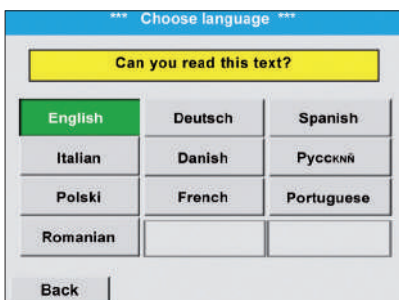 *** Choose language ***
Can you read this text?
English Deutsch Spanish
Italian Danish Русский
Polski French Portuguese
Romanian
Back